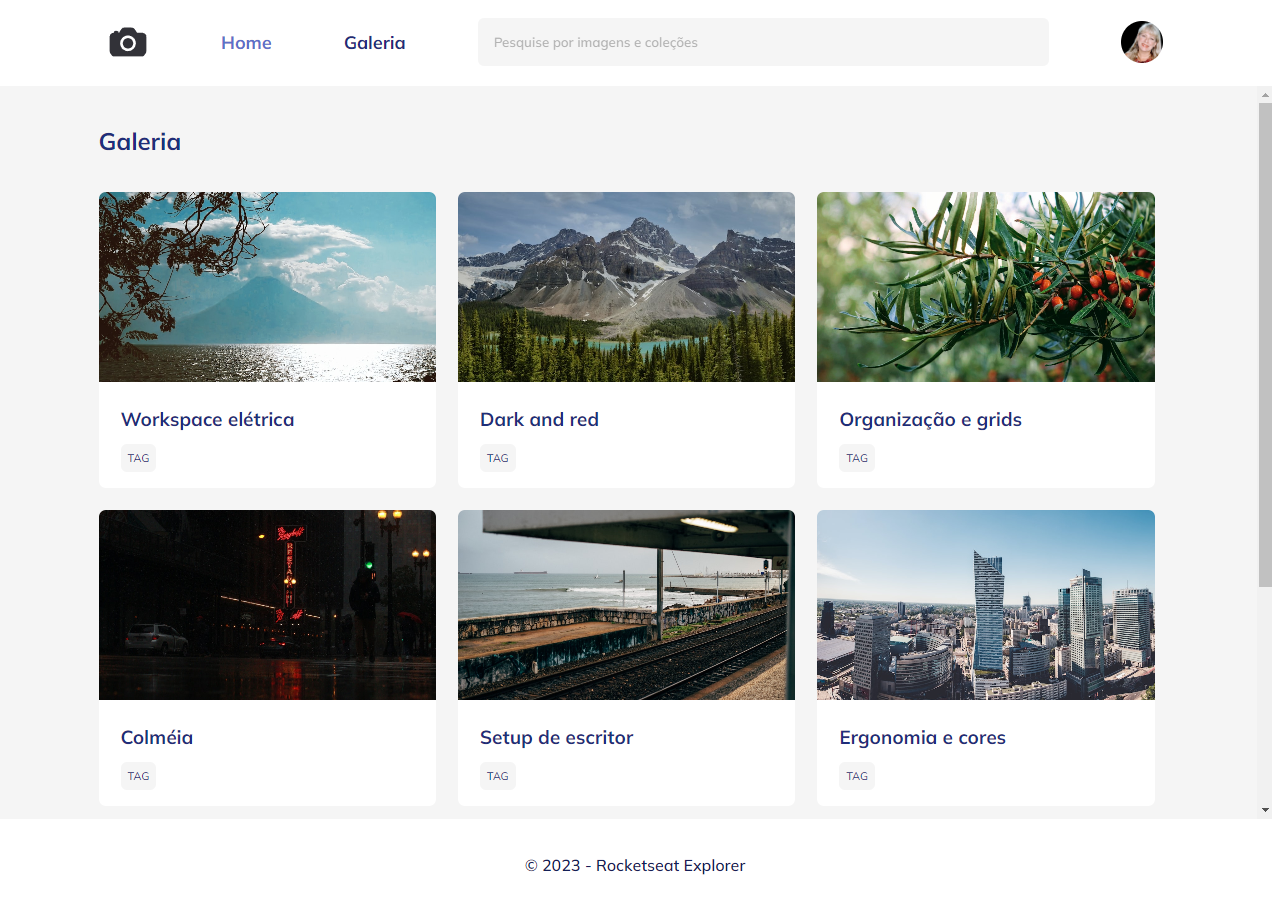 Home Galeria Pesquise por imagens e coleções
Galeria
Workspace elétrica
TAG
Dark and red
TAG
Organização e grids
TAG
Colméia
TAG
Setup de escritor
TAG
Ergonomia e cores
TAG
© 2023 - Rocketseat Explorer